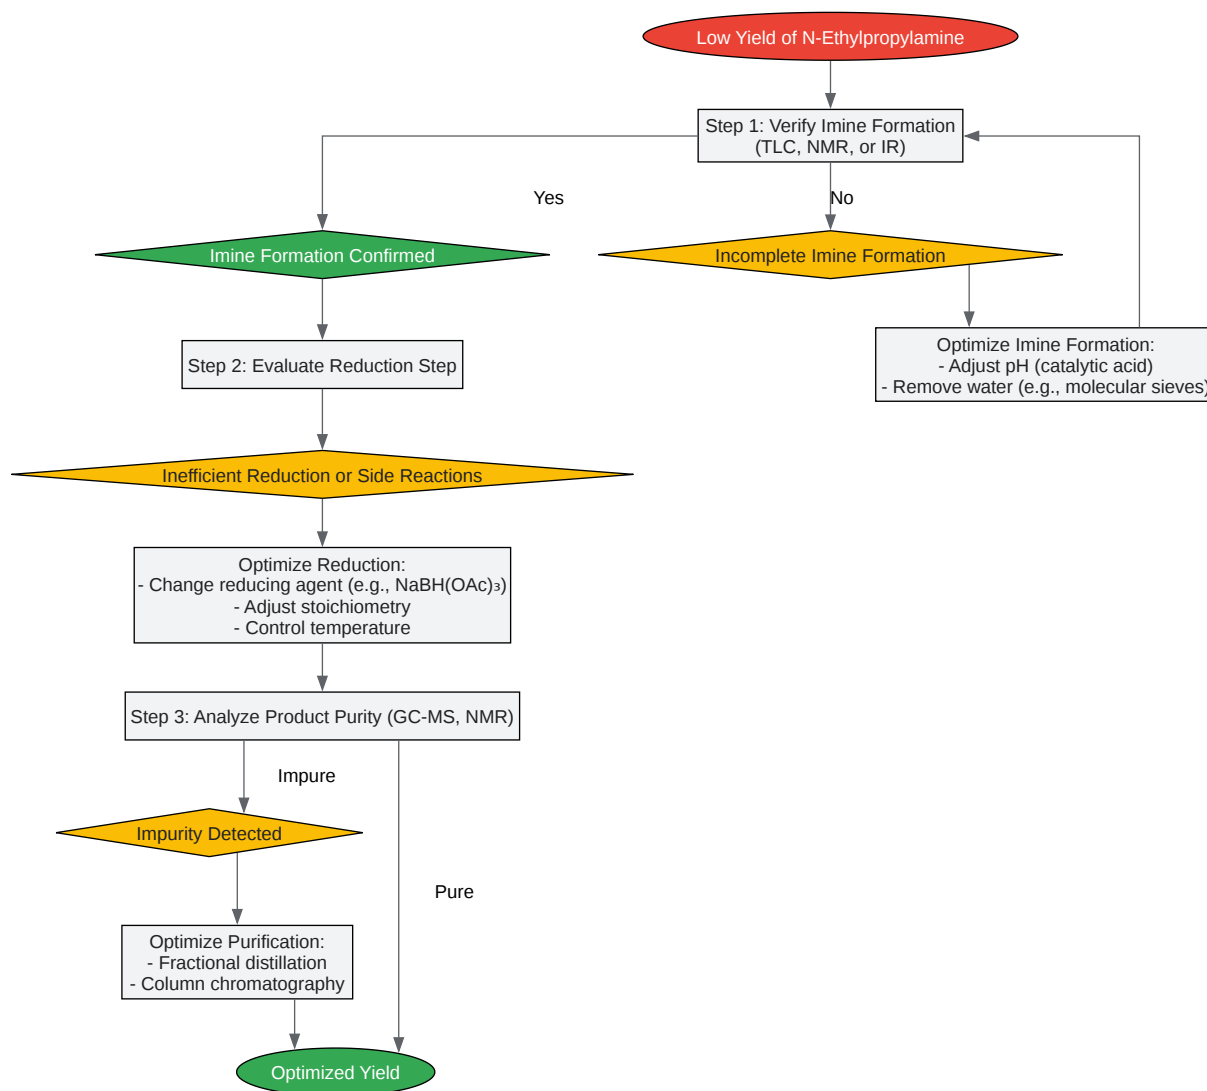 Low Yield of N-Ethylpropylamine
Step 1: Verify Imine Formation
(TLC, NMR, or IR)
Yes
No
Imine Formation Confirmed
Incomplete Imine Formation
Optimize Imine Formation:
- Adjust pH (catalytic acid)
- Remove water (e.g., molecular sieves)
Step 2: Evaluate Reduction Step
Inefficient Reduction or Side Reactions
Optimize Reduction:
- Change reducing agent (e.g., NaBH(OAc)₃)
- Adjust stoichiometry
- Control temperature
Step 3: Analyze Product Purity (GC-MS, NMR)
Impure
Impurity Detected
Pure
Optimize Purification:
- Fractional distillation
- Column chromatography
Optimized Yield